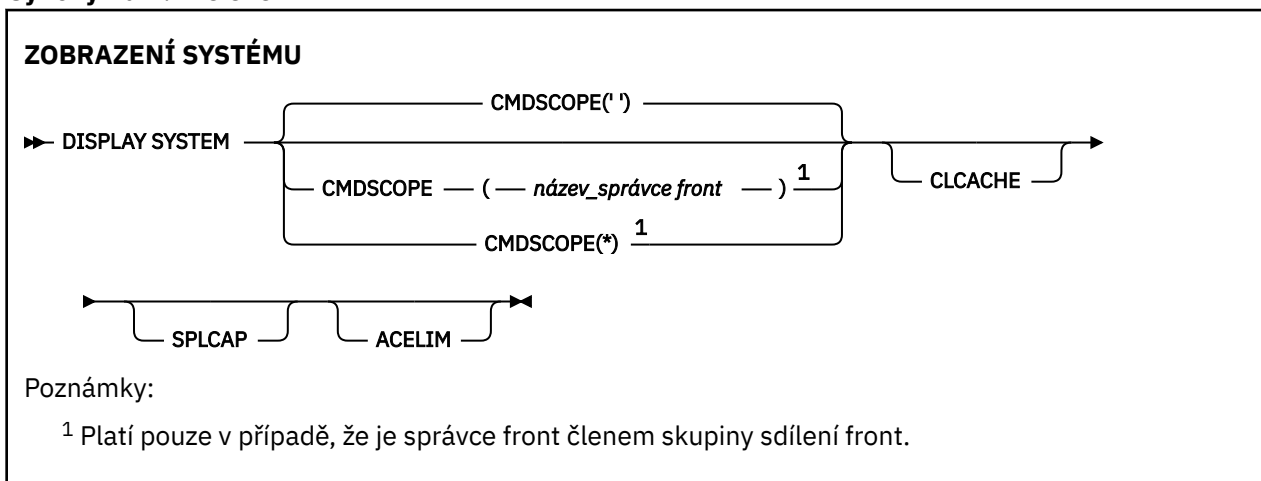 ZOBRAZENÍ SYSTÉMU
CMDSCOPE(' ')
DISPLAY SYSTEM
CMDSCOPE ( název_správce front ) 1
CLCACHE
CMDSCOPE(*) 1
SPLCAP
ACELIM
Poznámky:
1 Platí pouze v případě, že je správce front členem skupiny sdílení front.